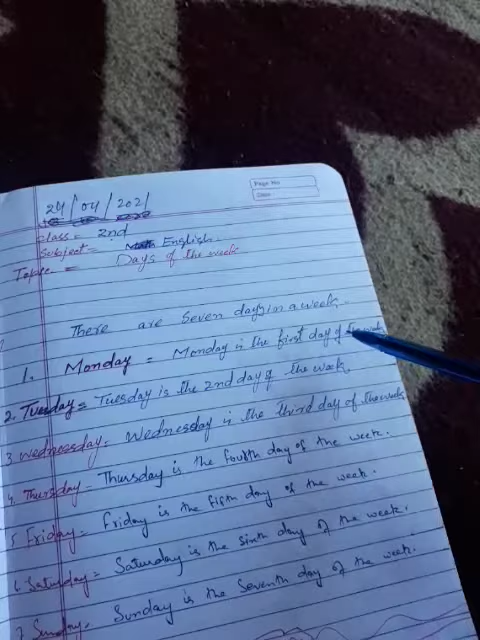 Page No
Date
24/04/2021
Class = 2nd
Subject = English
Topic = Days of the week
There are Seven days in a week.
1. Monday = Monday is the first day of the week
2. Tuesday = Tuesday is the 2nd day of the week.
3 Wednesday. Wednesday is the third day of the week
4. Thursday - Thursday is the fourth day of the week.
5 Friday = Friday is the fifth day of the week.
6 Saturday = Saturday is the sixth day of the week.
7 Sunday. Sunday is the Seventh day of the week.